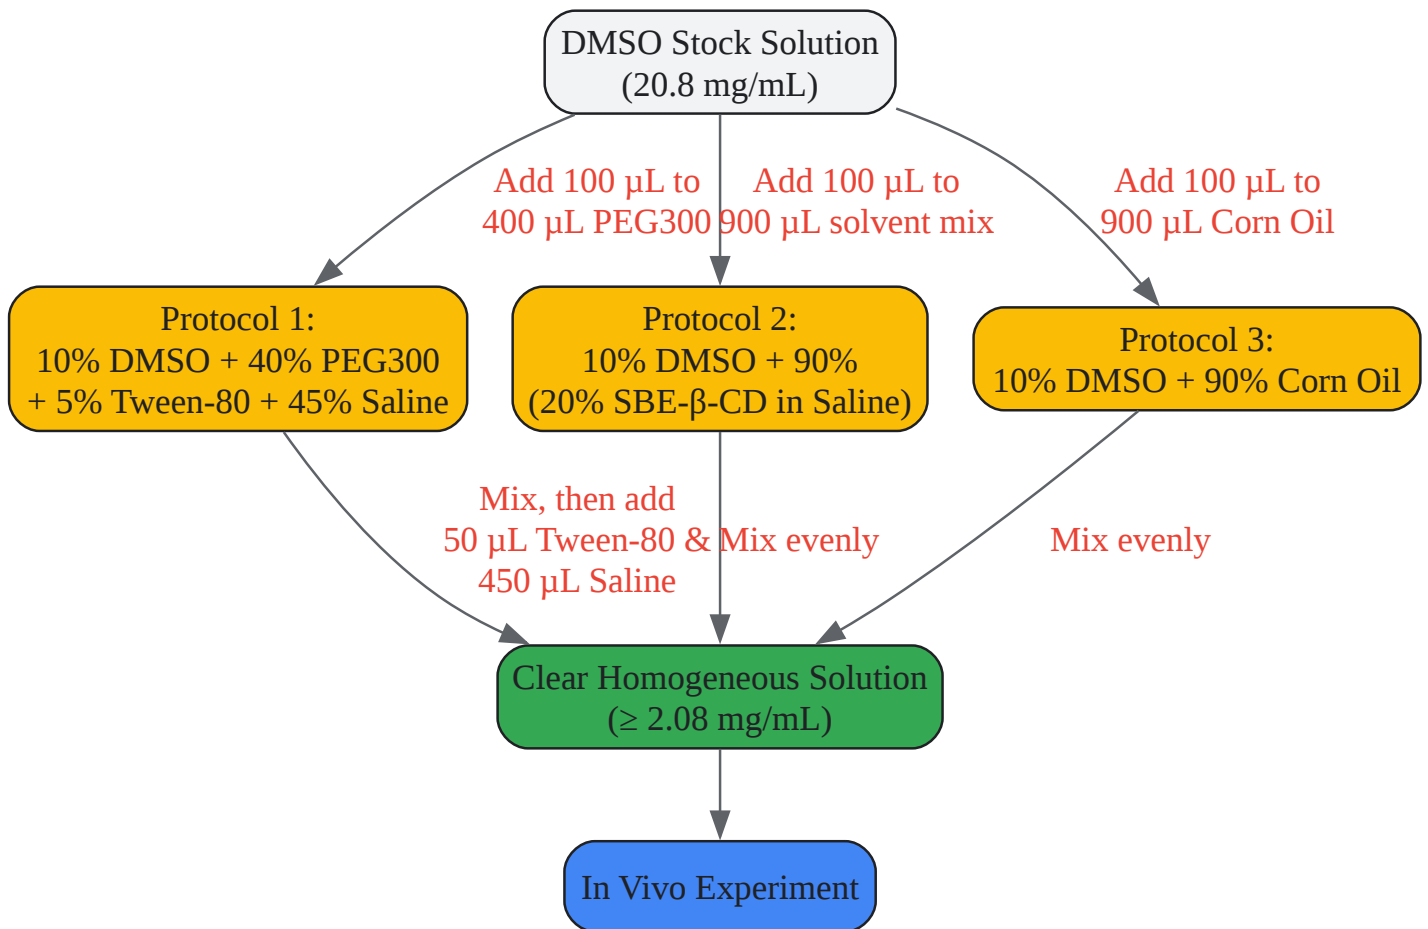 DMSO Stock Solution
(20.8 mg/mL)
Add 100 µL to
400 µL PEG300
Add 100 µL to
900 µL solvent mix
Add 100 µL to
900 µL Corn Oil
Protocol 1:
10% DMSO + 40% PEG300
+ 5% Tween-80 + 45% Saline
Protocol 2:
10% DMSO + 90%
(20% SBE-β-CD in Saline)
Protocol 3:
10% DMSO + 90% Corn Oil
Mix, then add
50 µL Tween-80 &
450 µL Saline
Mix evenly
Mix evenly
Clear Homogeneous Solution
(≥ 2.08 mg/mL)
In Vivo Experiment